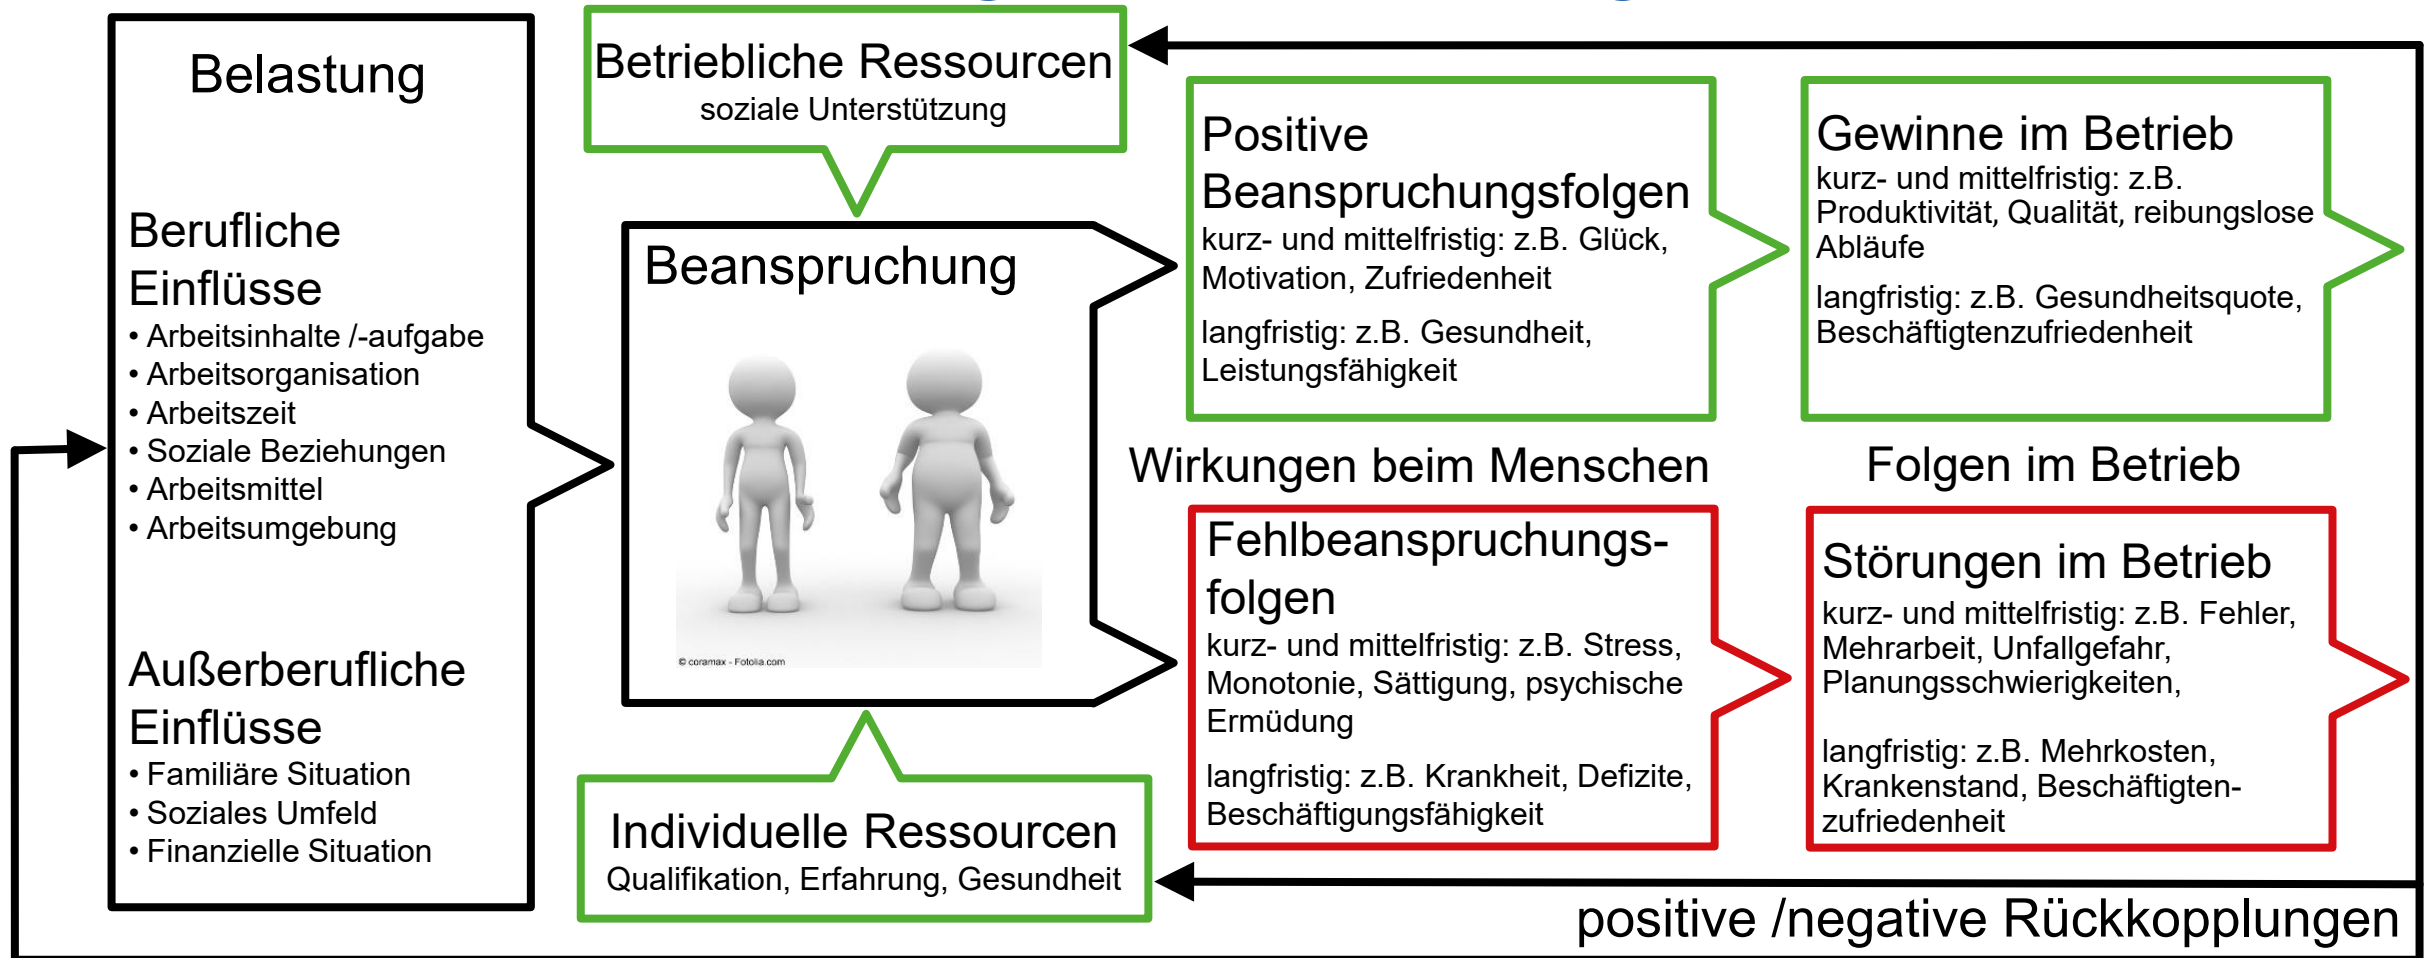 Belastung
Berufliche
Einflüsse
• Arbeitsinhalte /-aufgabe
• Arbeitsorganisation
• Arbeitszeit
• Soziale Beziehungen
• Arbeitsmittel
• Arbeitsumgebung
Außerberufliche
Einflüsse
• Familiäre Situation
• Soziales Umfeld
• Finanzielle Situation
Betriebliche Ressourcen
soziale Unterstützung
Beanspruchung
© coramax - Fotolia.com
Individuelle Ressourcen
Qualifikation, Erfahrung, Gesundheit
Positive
Beanspruchungsfolgen
kurz- und mittelfristig: z.B. Glück,
Motivation, Zufriedenheit
langfristig: z.B. Gesundheit,
Leistungsfähigkeit
Wirkungen beim Menschen
Fehlbeanspruchungs-
folgen
kurz- und mittelfristig: z.B. Stress,
Monotonie, Sättigung, psychische
Ermüdung
langfristig: z.B. Krankheit, Defizite,
Beschäftigungsfähigkeit
Gewinne im Betrieb
kurz- und mittelfristig: z.B.
Produktivität, Qualität, reibungslose
Abläufe
langfristig: z.B. Gesundheitsquote,
Beschäftigtenzufriedenheit
Folgen im Betrieb
Störungen im Betrieb
kurz- und mittelfristig: z.B. Fehler,
Mehrarbeit, Unfallgefahr,
Planungsschwierigkeiten,
langfristig: z.B. Mehrkosten,
Krankenstand, Beschäftigten-
zufriedenheit
positive /negative Rückkopplungen